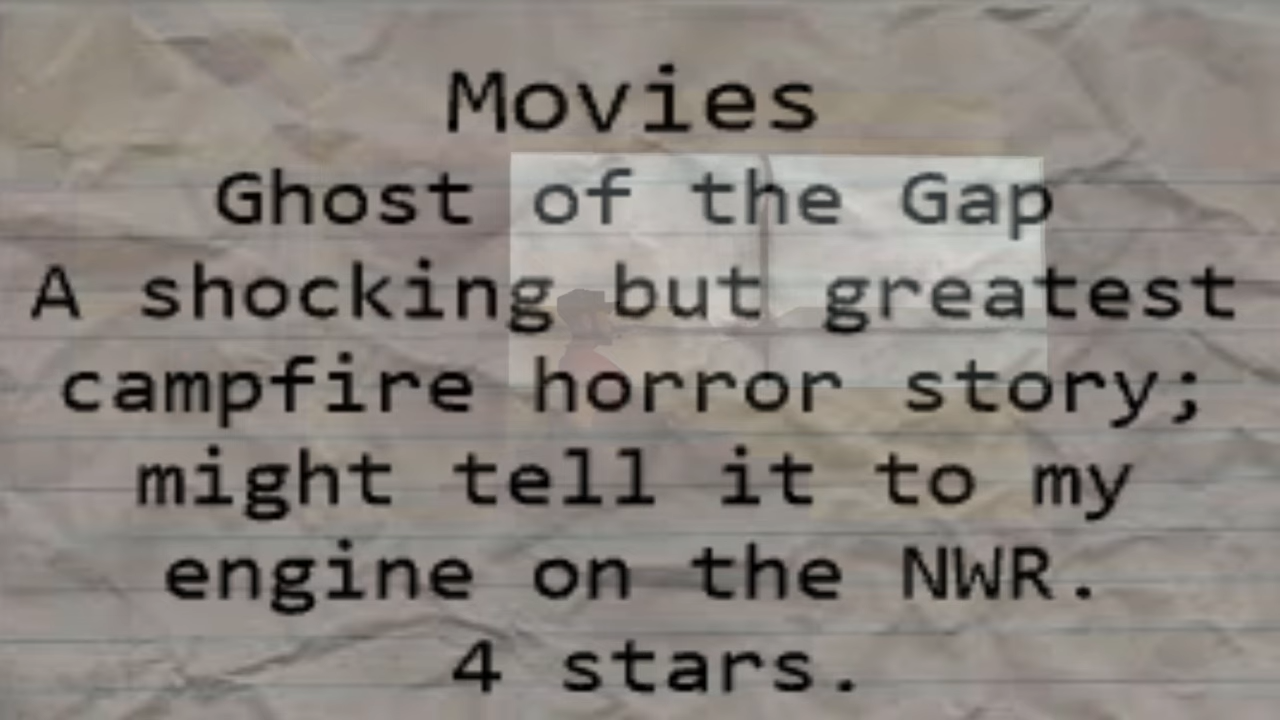 Movies
Ghost of the Gap
A shocking but greatest
campfire horror story;
might tell it to my
engine on the NWR.
4 stars.